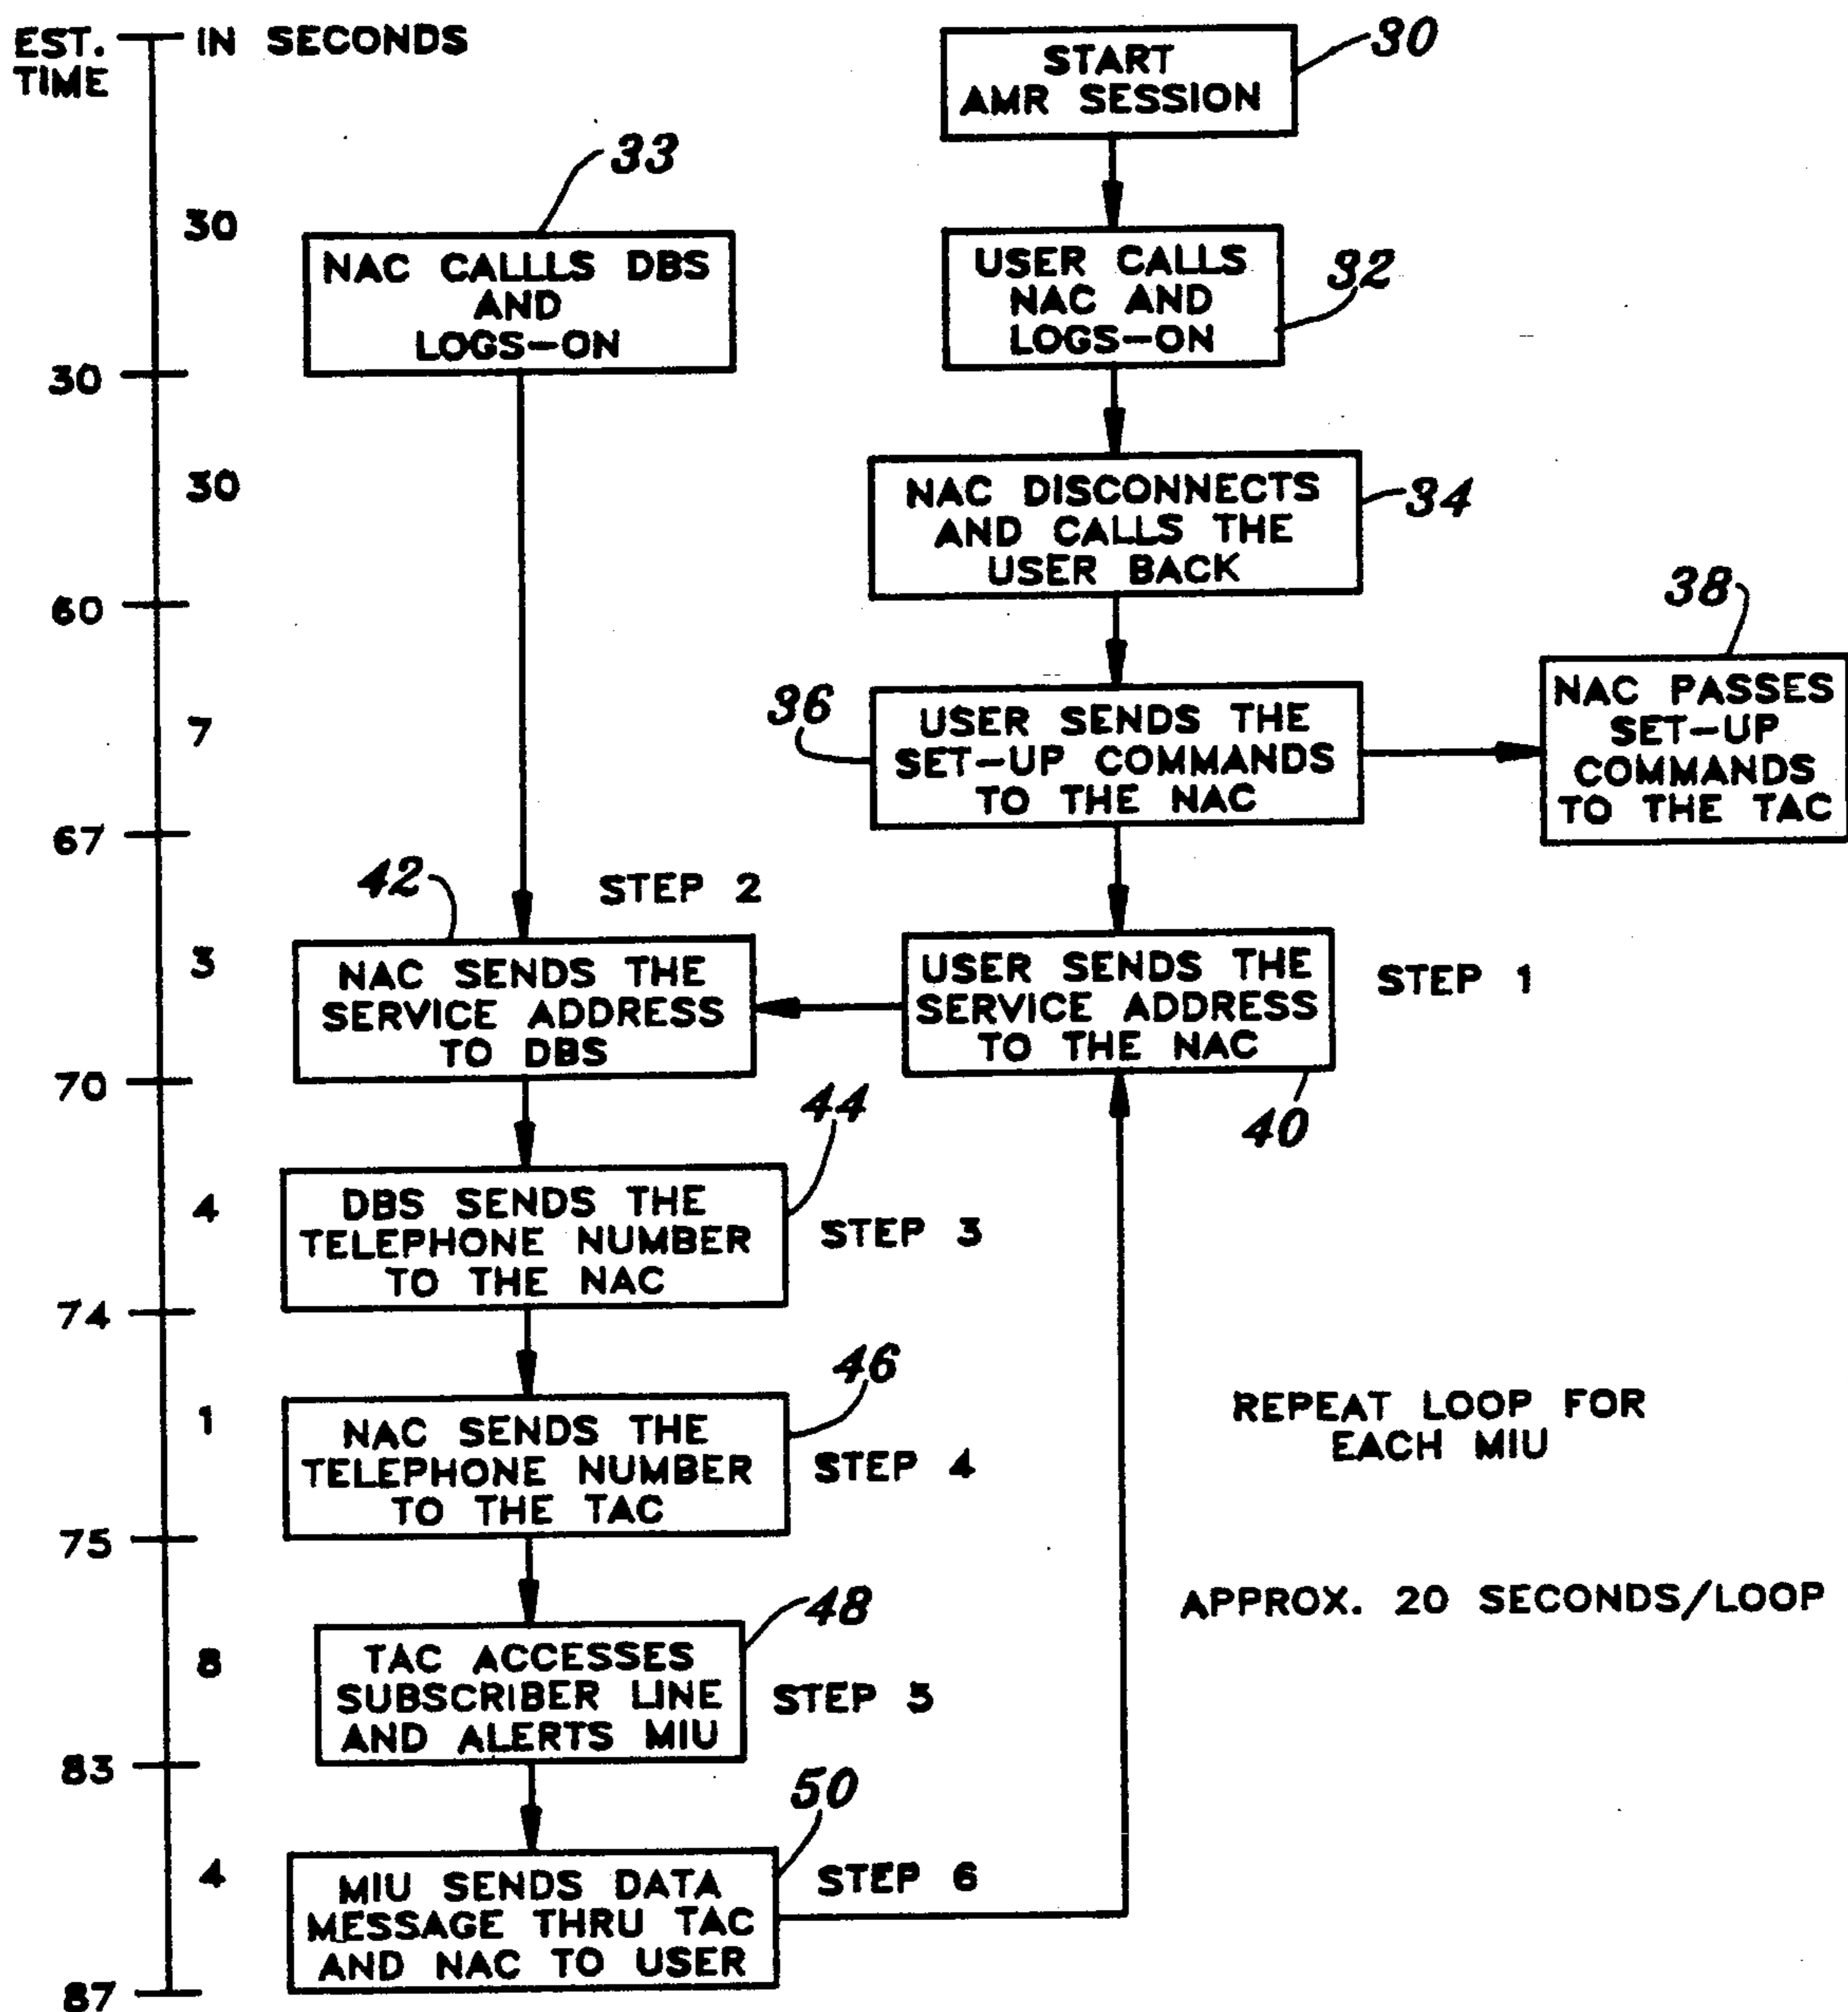 EST. TIME
IN SECONDS
30
START
AMR SESSION
33
30
NAC CALLLS DBS
AND
LOGS-ON
USER CALLS
NAC AND
LOGS-ON
32
30
30
NAC DISCONNECTS
AND CALLS THE
USER BACK
34
60
38
NAC PASSES
SET-UP
COMMANDS
TO THE TAC
36
USER SENDS THE
SET-UP COMMANDS
TO THE NAC
7
67
42
STEP 2
3
NAC SENDS THE
SERVICE ADDRESS
TO DBS
USER SENDS THE
SERVICE ADDRESS
TO THE NAC
STEP 1
40
70
44
4
DBS SENDS THE
TELEPHONE NUMBER
TO THE NAC
STEP 3
74
46
1
NAC SENDS THE
TELEPHONE NUMBER
TO THE TAC
STEP 4
REPEAT LOOP FOR
EACH MIU
75
48
APPROX. 20 SECONDS/LOOP
8
TAC ACCESSES
SUBSCRIBER LINE
AND ALERTS MIU
STEP 5
83
50
4
MIU SENDS DATA
MESSAGE THRU TAC
AND NAC TO USER
STEP 6
87